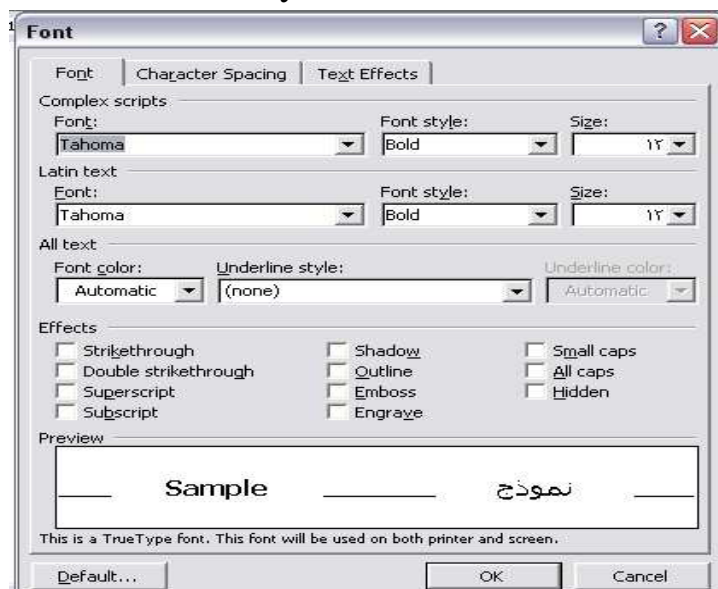 Font
Font Character Spacing Text Effects
Complex scripts
Font: Font style: Size:
Tahoma Bold ١٢
Latin text
Font: Font style: Size:
Tahoma Bold ١٢
All text
Font color: Underline style: Underline color:
Automatic (none) Automatic
Effects
Strikethrough Shadow Small caps
Double strikethrough Outline All caps
Superscript Emboss Hidden
Subscript Engrave
Preview
Sample نموذج
This is a TrueType font. This font will be used on both printer and screen.
Default... OK Cancel